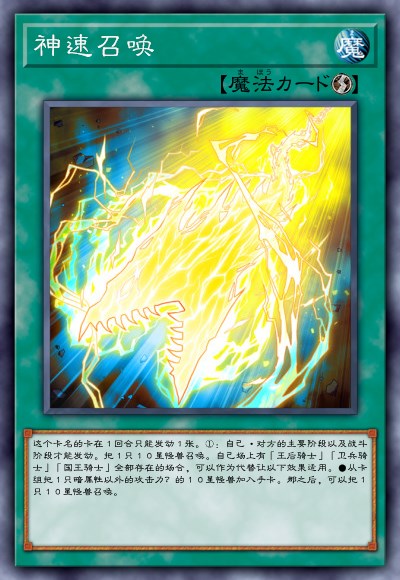 神速召唤
魔
【魔法カード】
まほう
这个卡名的卡在１回合只能发动１张。①：自己·对方的主要阶段以及战斗
阶段才能发动。把１只１０星怪兽召唤。自己场上有「王后骑士」「卫兵骑
士」「国王骑士」全部存在的场合，可以作为代替让以下效果适用。●从卡
组把１只暗属性以外的攻击力？的１０星怪兽加入手卡。那之后，可以把１
只１０星怪兽召唤。